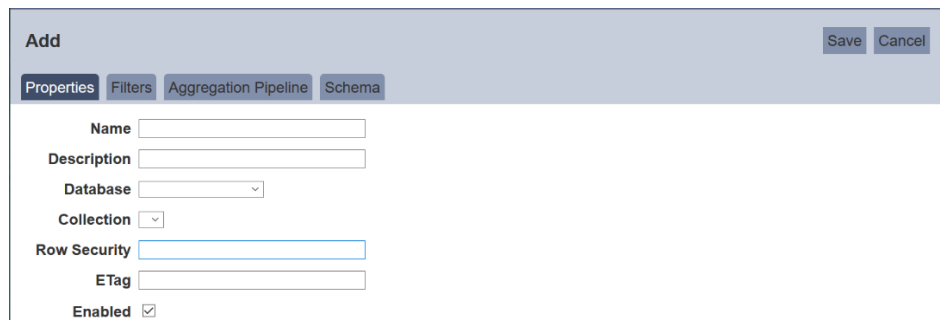 Add
Save Cancel
Properties Filters Aggregation Pipeline Schema
Name
Description
Database
Collection
Row Security
ETag
Enabled